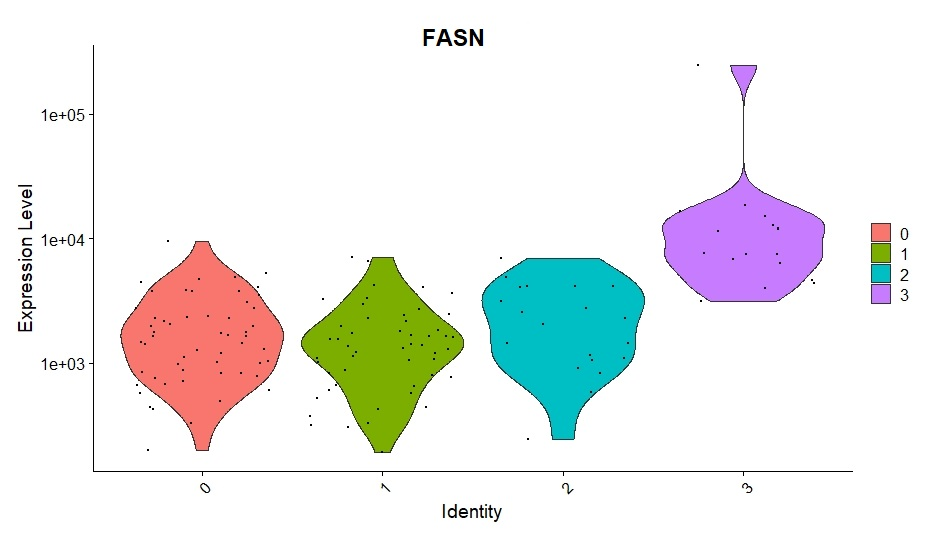 FASN
Expression Level
1e+05
1e+04
1e+03
0
1
2
3
Identity
0
1
2
3